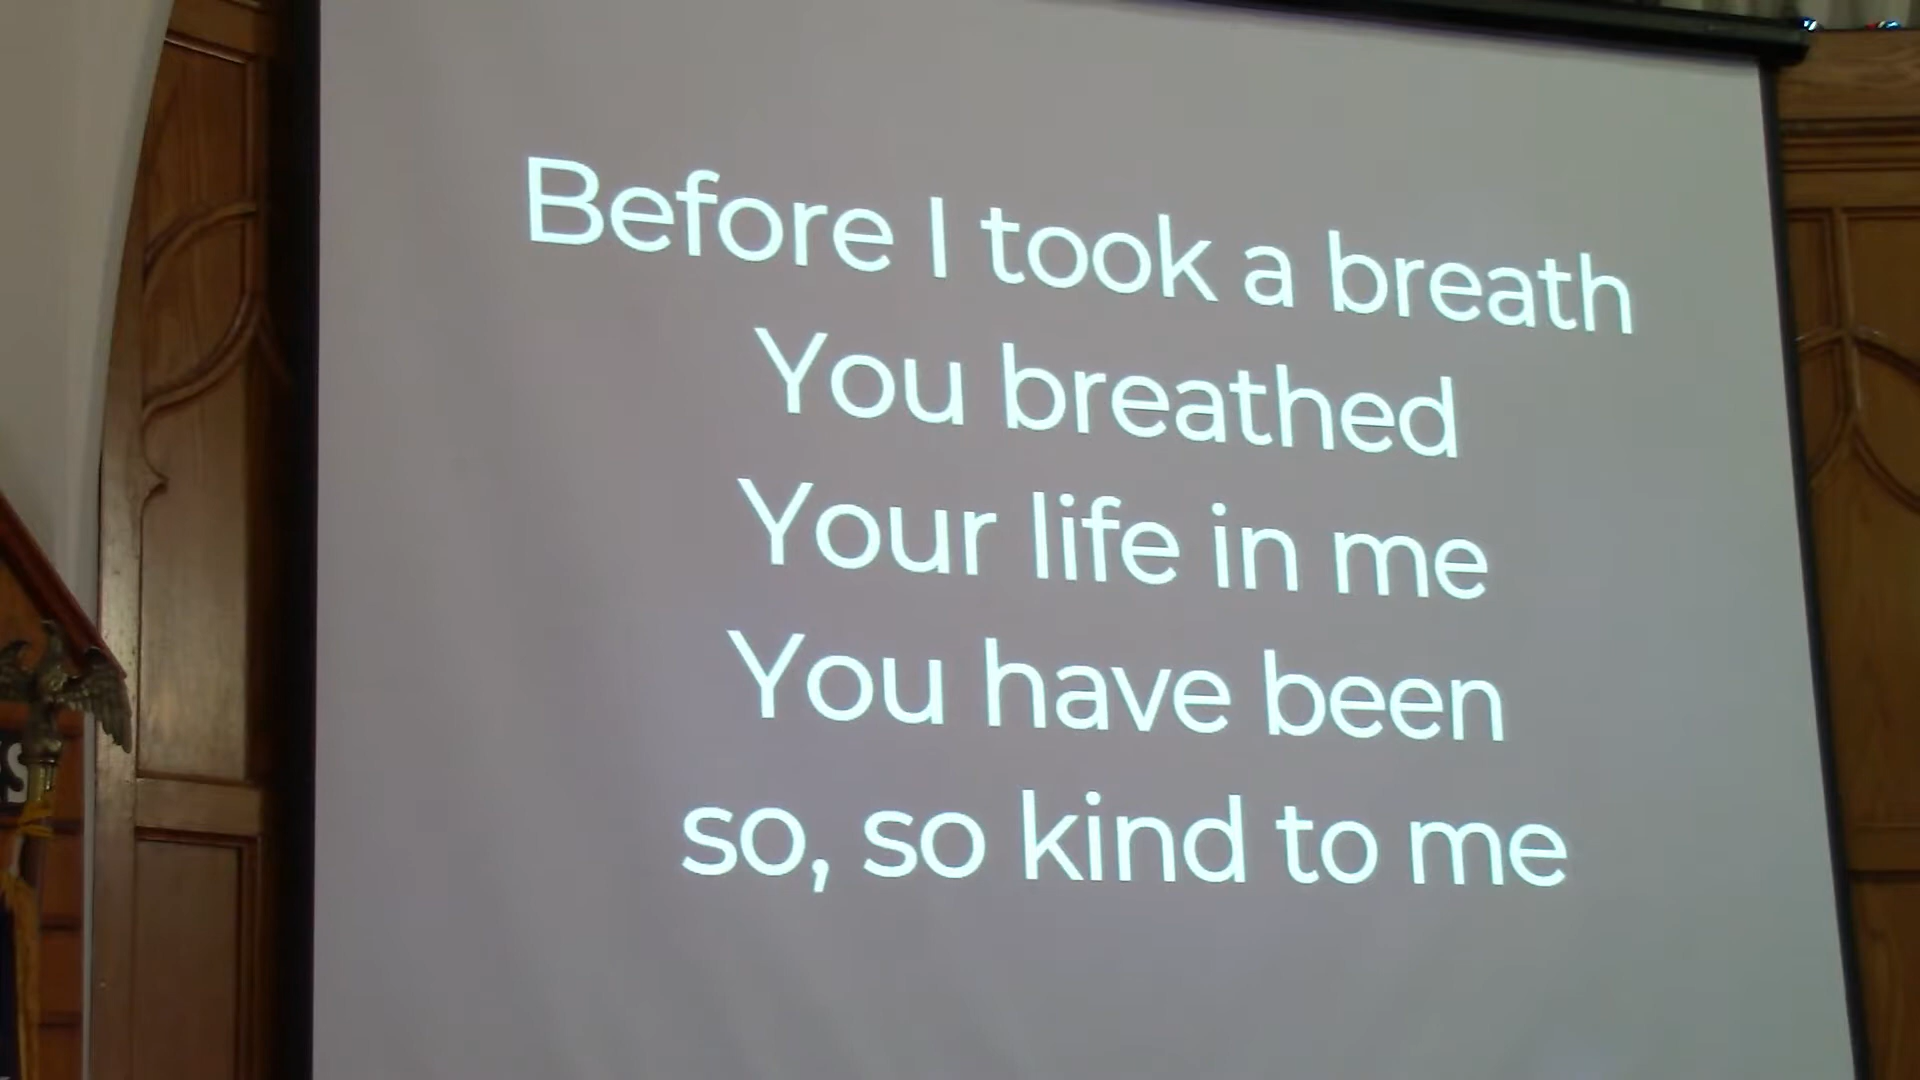 Before I took a breath
You breathed
Your life in me
You have been
so, so kind to me